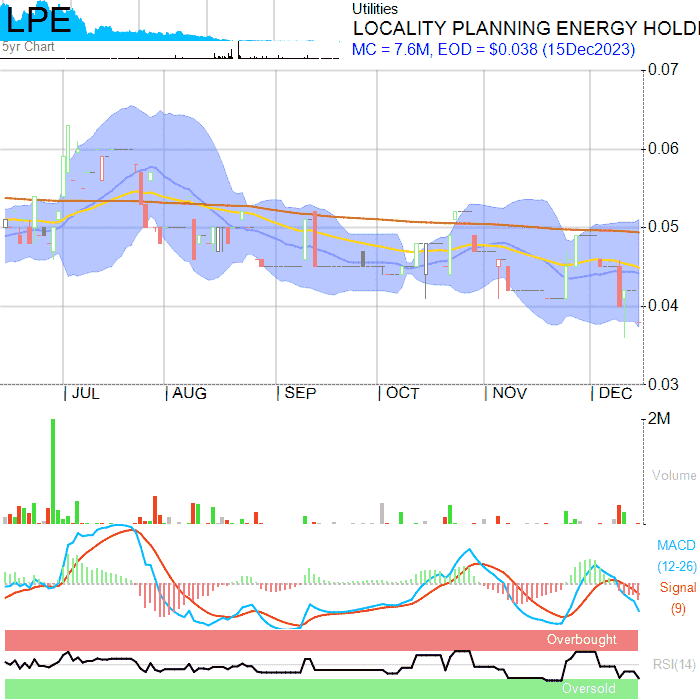 LPE
5yr Chart
Utilities
LOCALITY PLANNING ENERGY HOLDI
MC = 7.6M, EOD = $0.038 (15Dec2023)
0.07
0.06
0.05
0.04
0.03
JUL AUG SEP OCT NOV DEC
2M
Volume
MACD
(12-26)
Signal
(9)
Overbought
RSI(14)
Oversold